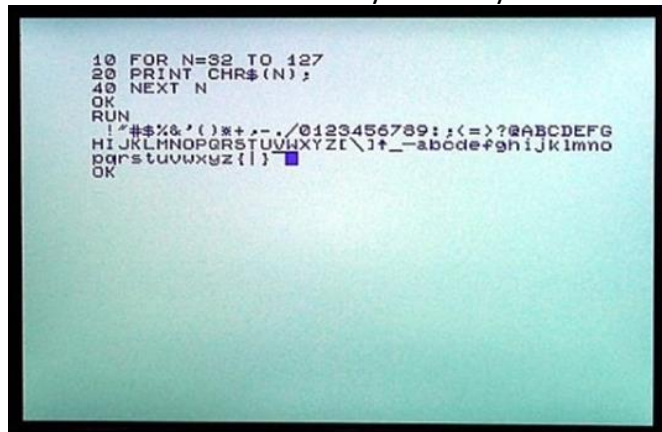 10 FOR N=32 TO 127
20 PRINT CHR$(N);
40 NEXT N
OK
RUN
 !"#$%&'()*+,-./0123456789:;<=>?@ABCDEFG
HIJKLMNOPQRSTUVWXYZ[\]↑_—abcdefghijklmno
pqrstuvwxyz{|}‾█
OK